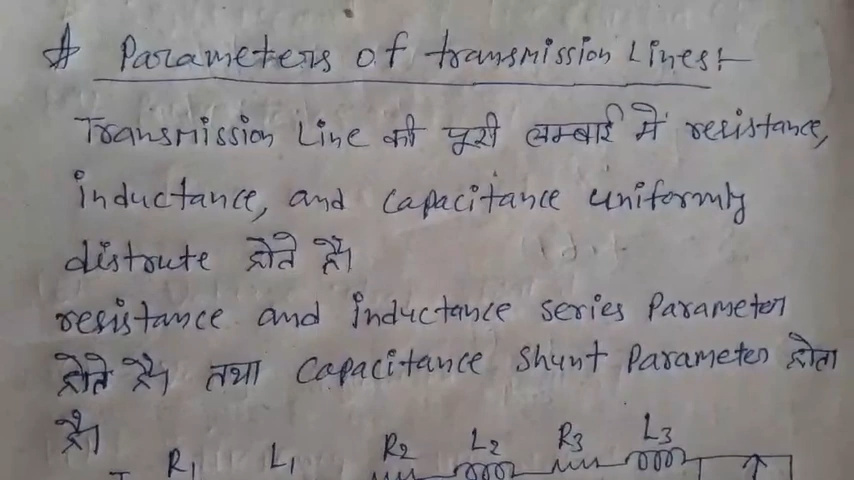 # Parameters of transmission Lines:-
Transmission Line की पूरी लम्बाई में resistance,
inductance, and capacitance uniformly
distrute होते है।
resistance and inductance series Parameter
होते है। तथा Capacitance shunt Parameter होता
है।
R1 L1 R2 L2 R3 L3